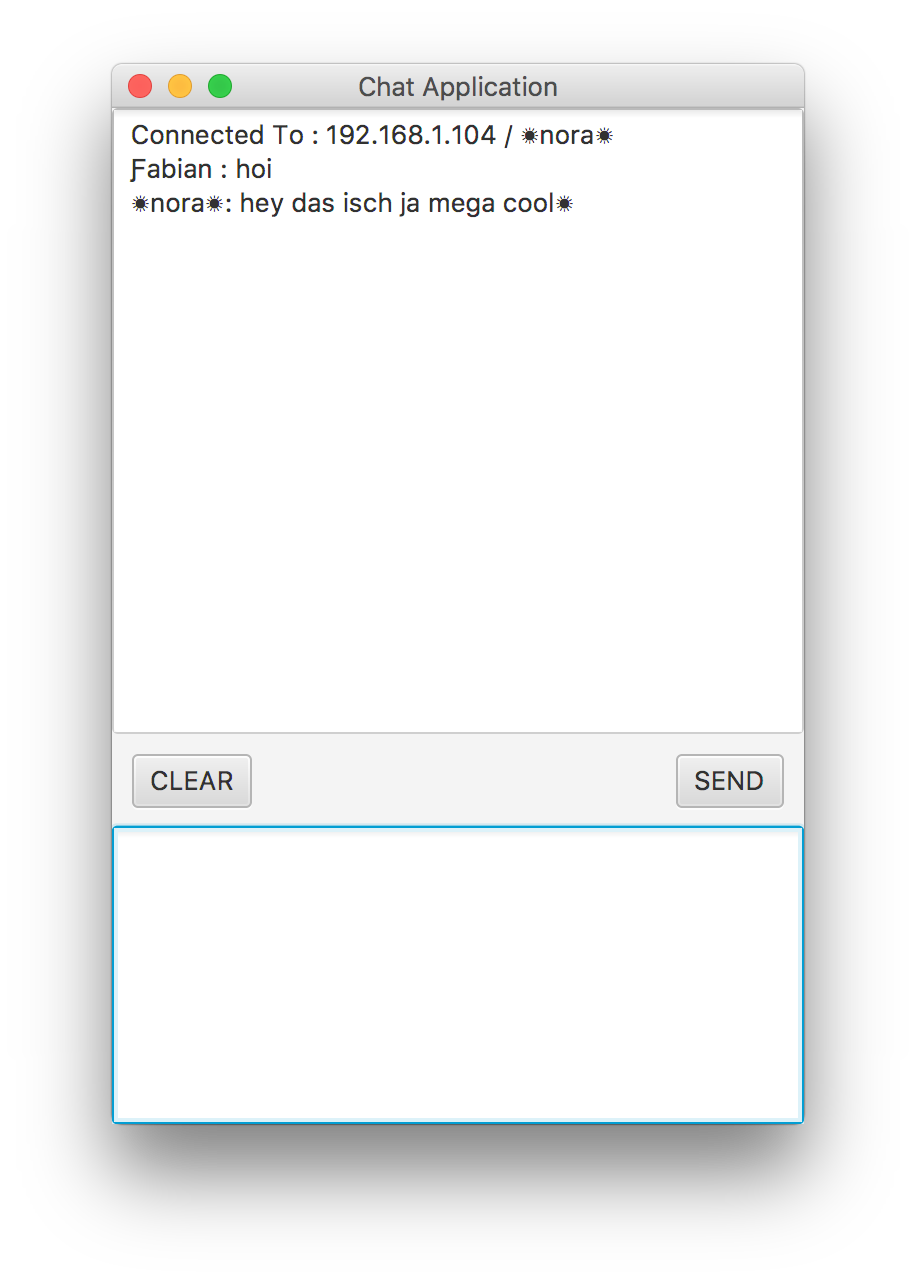 Chat Application
Connected To : 192.168.1.104 / ✷nora✷
Ƒabian : hoi
✷nora✷: hey das isch ja mega cool✷
CLEAR
SEND